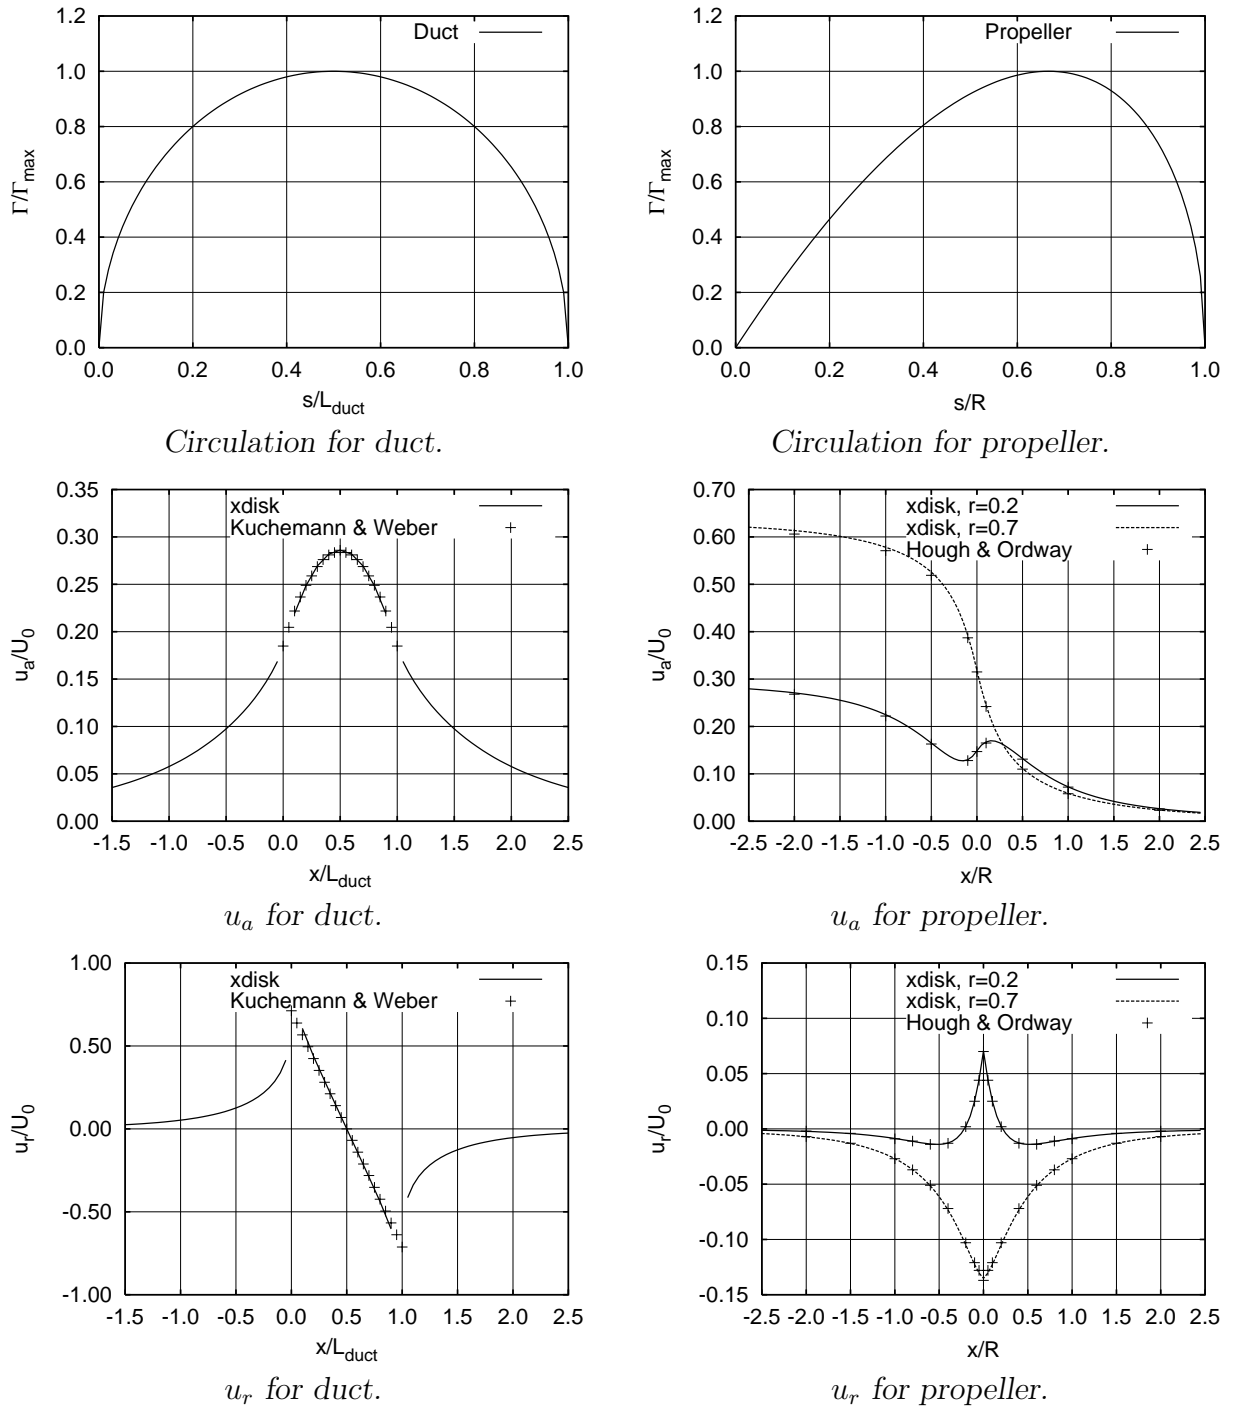 1.2
1.0
0.8
0.6
0.4
0.2
0.0
Γ/Γmax
Duct
0.0 0.2 0.4 0.6 0.8 1.0
s/Lduct
Circulation for duct.
1.2
1.0
0.8
0.6
0.4
0.2
0.0
Γ/Γmax
Propeller
0.0 0.2 0.4 0.6 0.8 1.0
s/R
Circulation for propeller.
0.35
0.30
0.25
0.20
0.15
0.10
0.05
0.00
ua/U0
xdisk
Kuchemann & Weber
-1.5 -1.0 -0.5 0.0 0.5 1.0 1.5 2.0 2.5
x/Lduct
ua for duct.
0.70
0.60
0.50
0.40
0.30
0.20
0.10
0.00
ua/U0
xdisk, r=0.2
xdisk, r=0.7
Hough & Ordway
-2.5 -2.0 -1.5 -1.0 -0.5 0.0 0.5 1.0 1.5 2.0 2.5
x/R
ua for propeller.
1.00
0.50
0.00
-0.50
-1.00
ur/U0
xdisk
Kuchemann & Weber
-1.5 -1.0 -0.5 0.0 0.5 1.0 1.5 2.0 2.5
x/Lduct
ur for duct.
0.15
0.10
0.05
0.00
-0.05
-0.10
-0.15
ur/U0
xdisk, r=0.2
xdisk, r=0.7
Hough & Ordway
-2.5 -2.0 -1.5 -1.0 -0.5 0.0 0.5 1.0 1.5 2.0 2.5
x/R
ur for propeller.